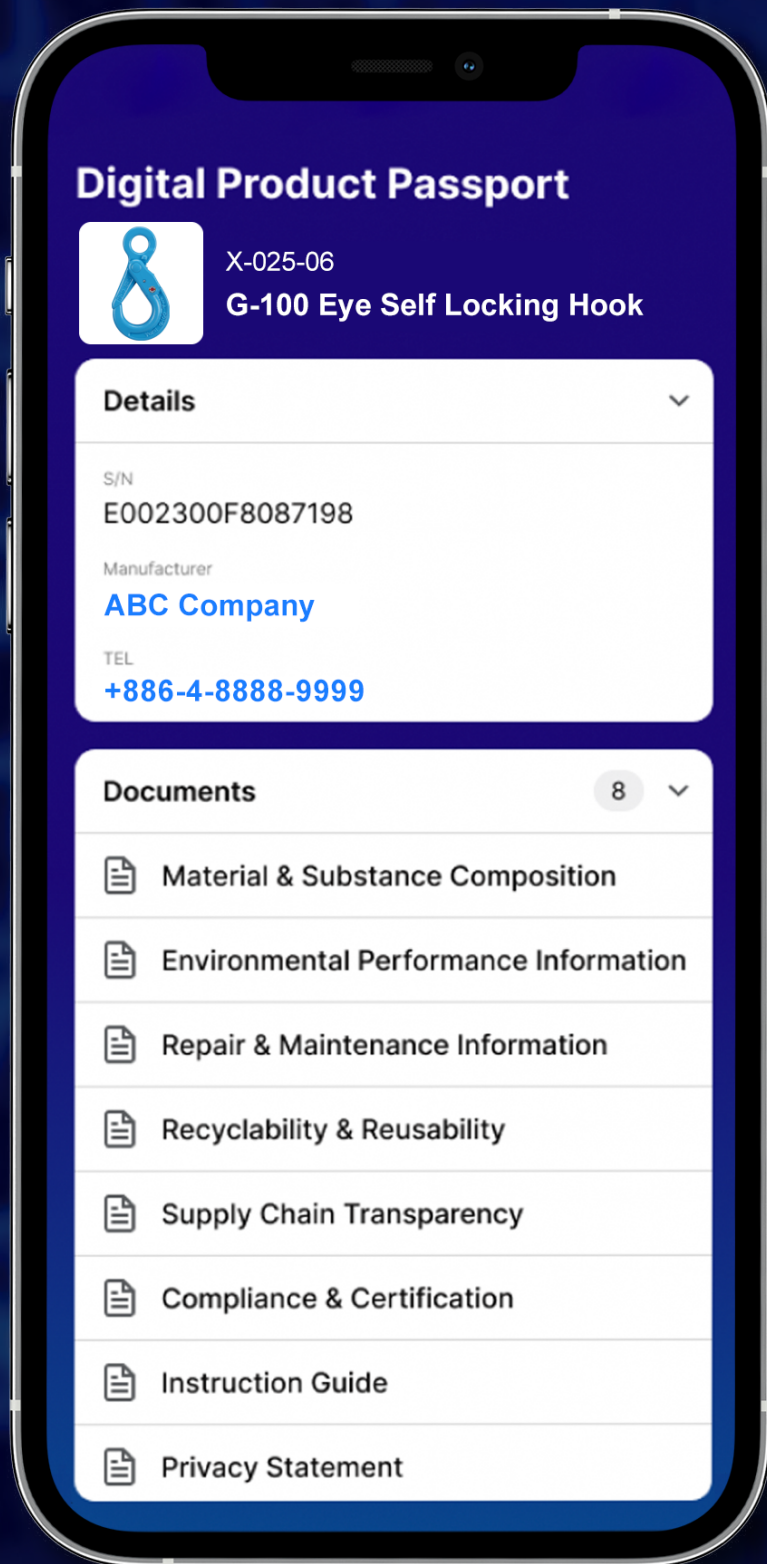 Digital Product Passport
X-025-06
G-100 Eye Self Locking Hook
Details
S/N
E002300F8087198
Manufacturer
ABC Company
TEL
+886-4-8888-9999
Documents 8
Material & Substance Composition
Environmental Performance Information
Repair & Maintenance Information
Recyclability & Reusability
Supply Chain Transparency
Compliance & Certification
Instruction Guide
Privacy Statement